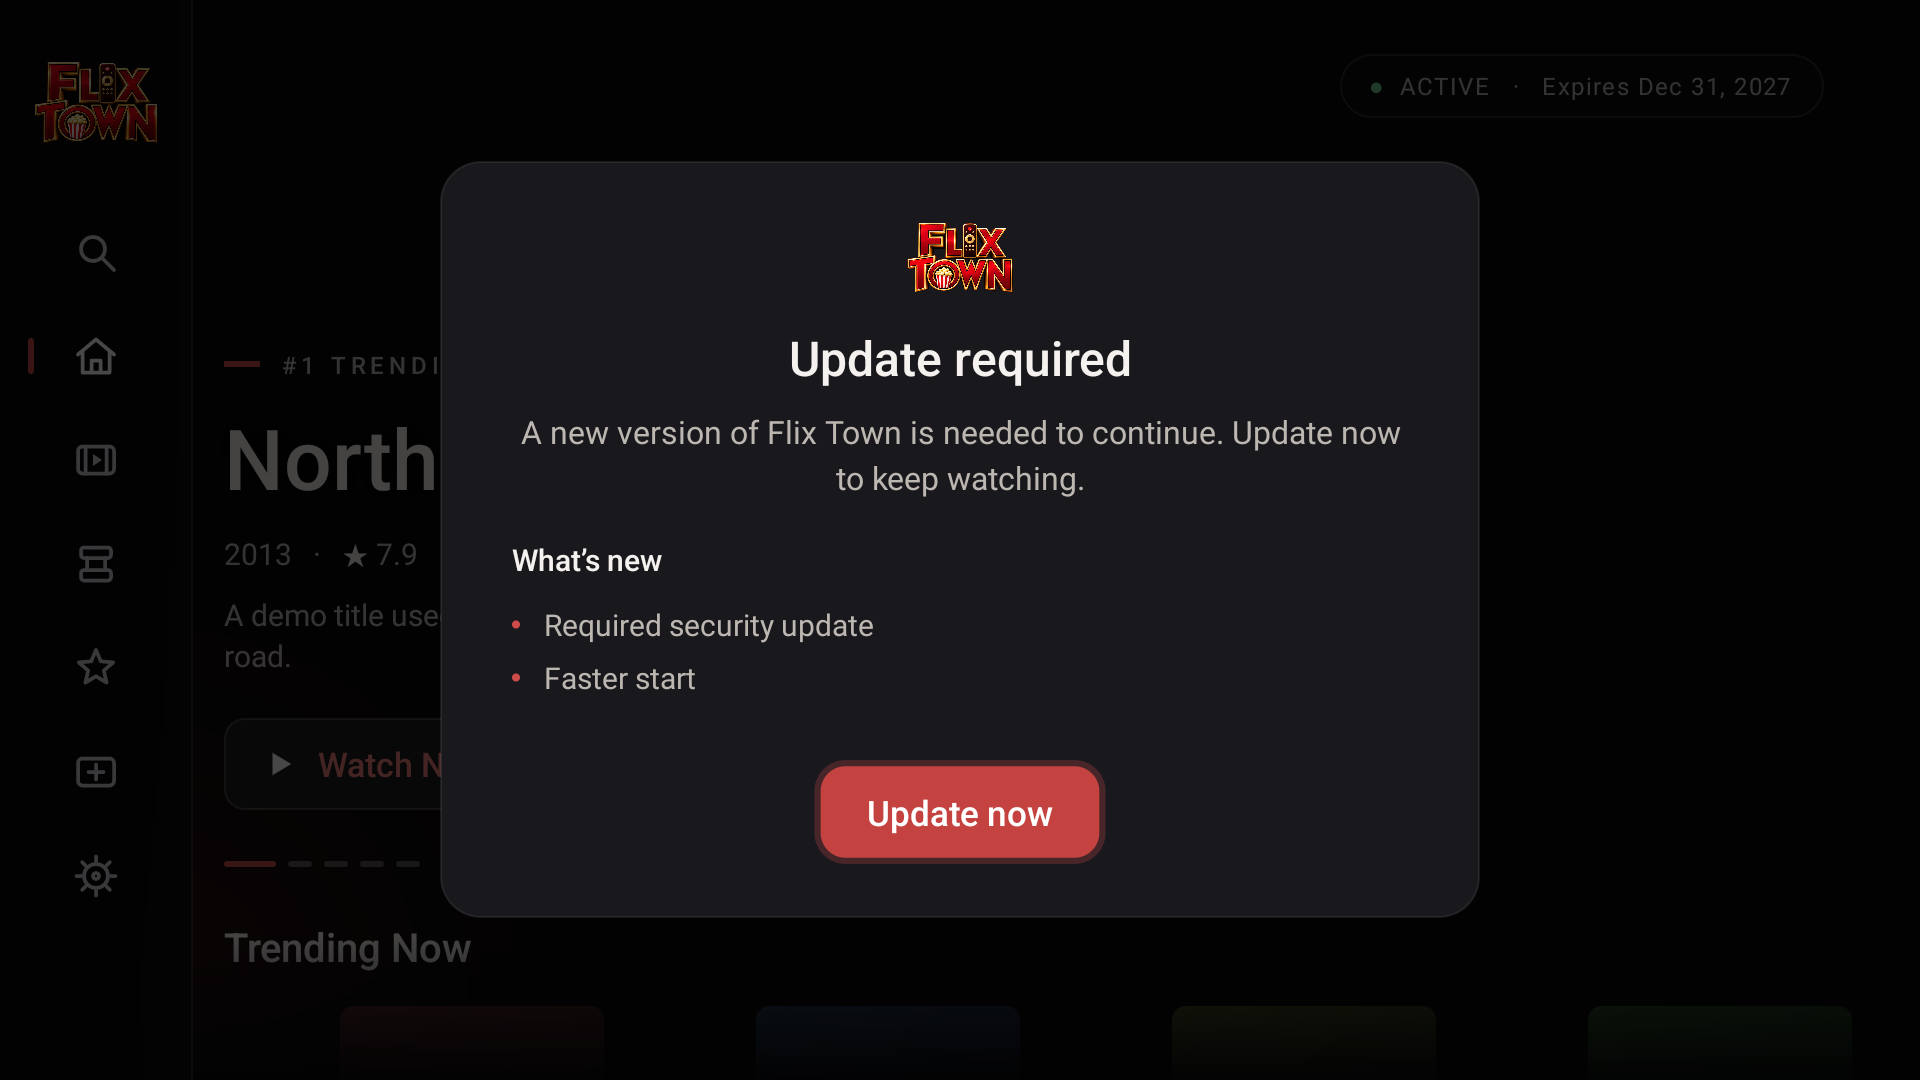 FLIX
TOWN
ACTIVE · Expires Dec 31, 2027
FLIX
TOWN
Update required
A new version of Flix Town is needed to continue. Update now
to keep watching.
What’s new
• Required security update
• Faster start
Update now
#1 TRENDI
North
2013 · ★ 7.9
A demo title use
road.
Watch N
Trending Now